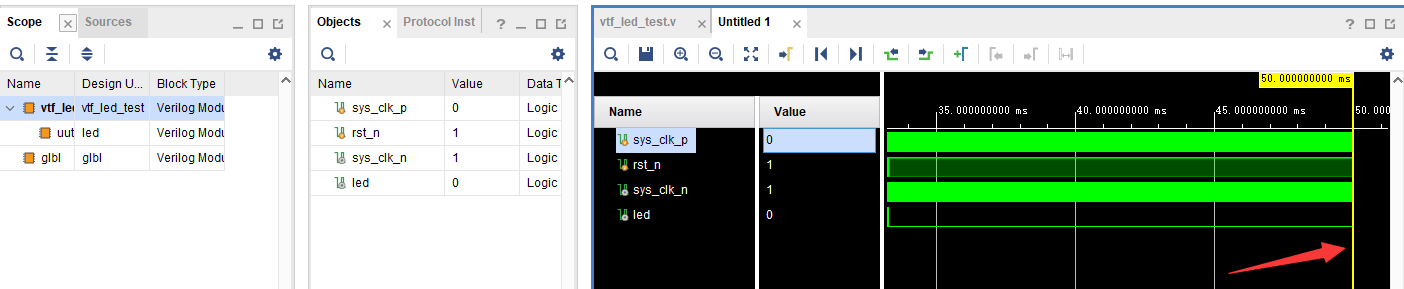 Scope Sources
Name Design U... Block Type
vtf_led vtf_led_test Verilog Modu
uut led Verilog Modu
glbl glbl Verilog Modu
Objects Protocol Inst ?
Name Value Data T
sys_clk_p 0 Logic
rst_n 1 Logic
sys_clk_n 1 Logic
led 0 Logic
vtf_led_test.v Untitled 1 ?
50.000000000 ms
Name Value 35.000000000 ms 40.000000000 ms 45.000000000 ms 50.000
sys_clk_p 0
rst_n 1
sys_clk_n 1
led 0